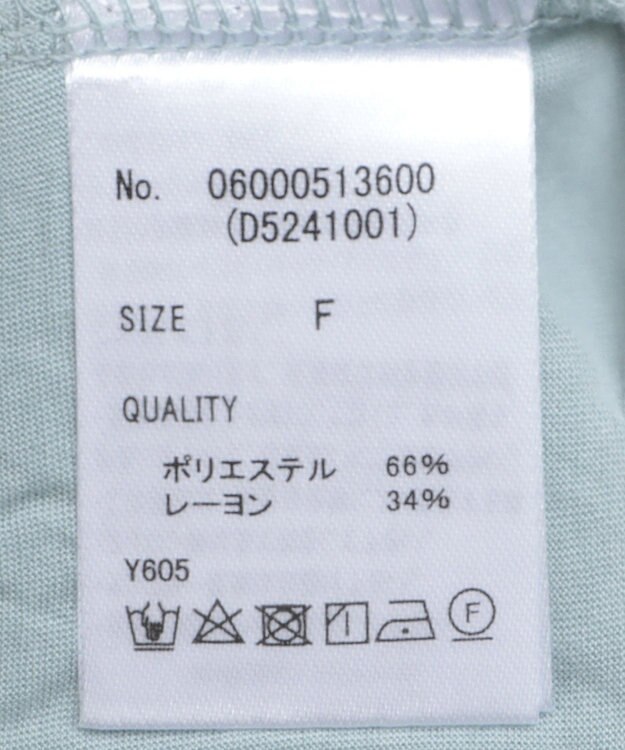 No. 06000513600
(D5241001)
SIZE F
QUALITY
ポリエステル 66%
レーヨン 34%
Y605
F